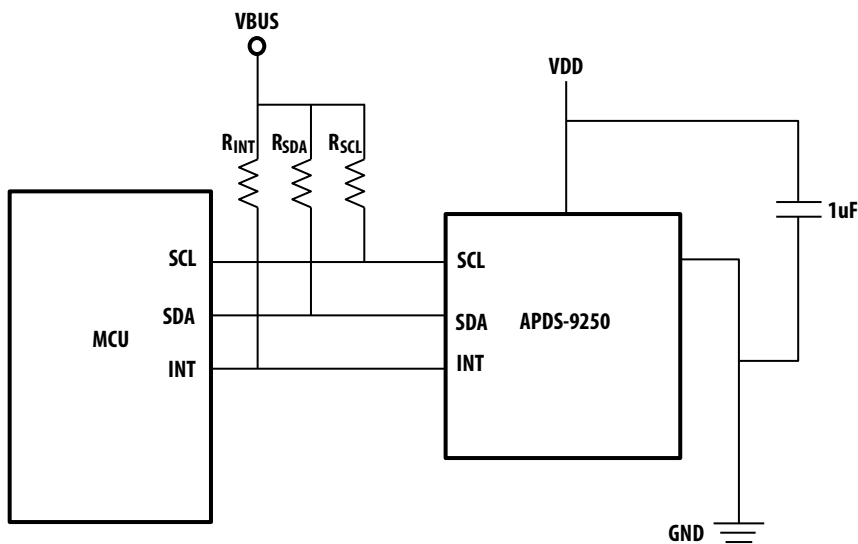 VBUS
VDD
RINT RSDA RSCL
1uF
SCL SCL
SDA SDA
MCU APDS-9250
INT INT
GND